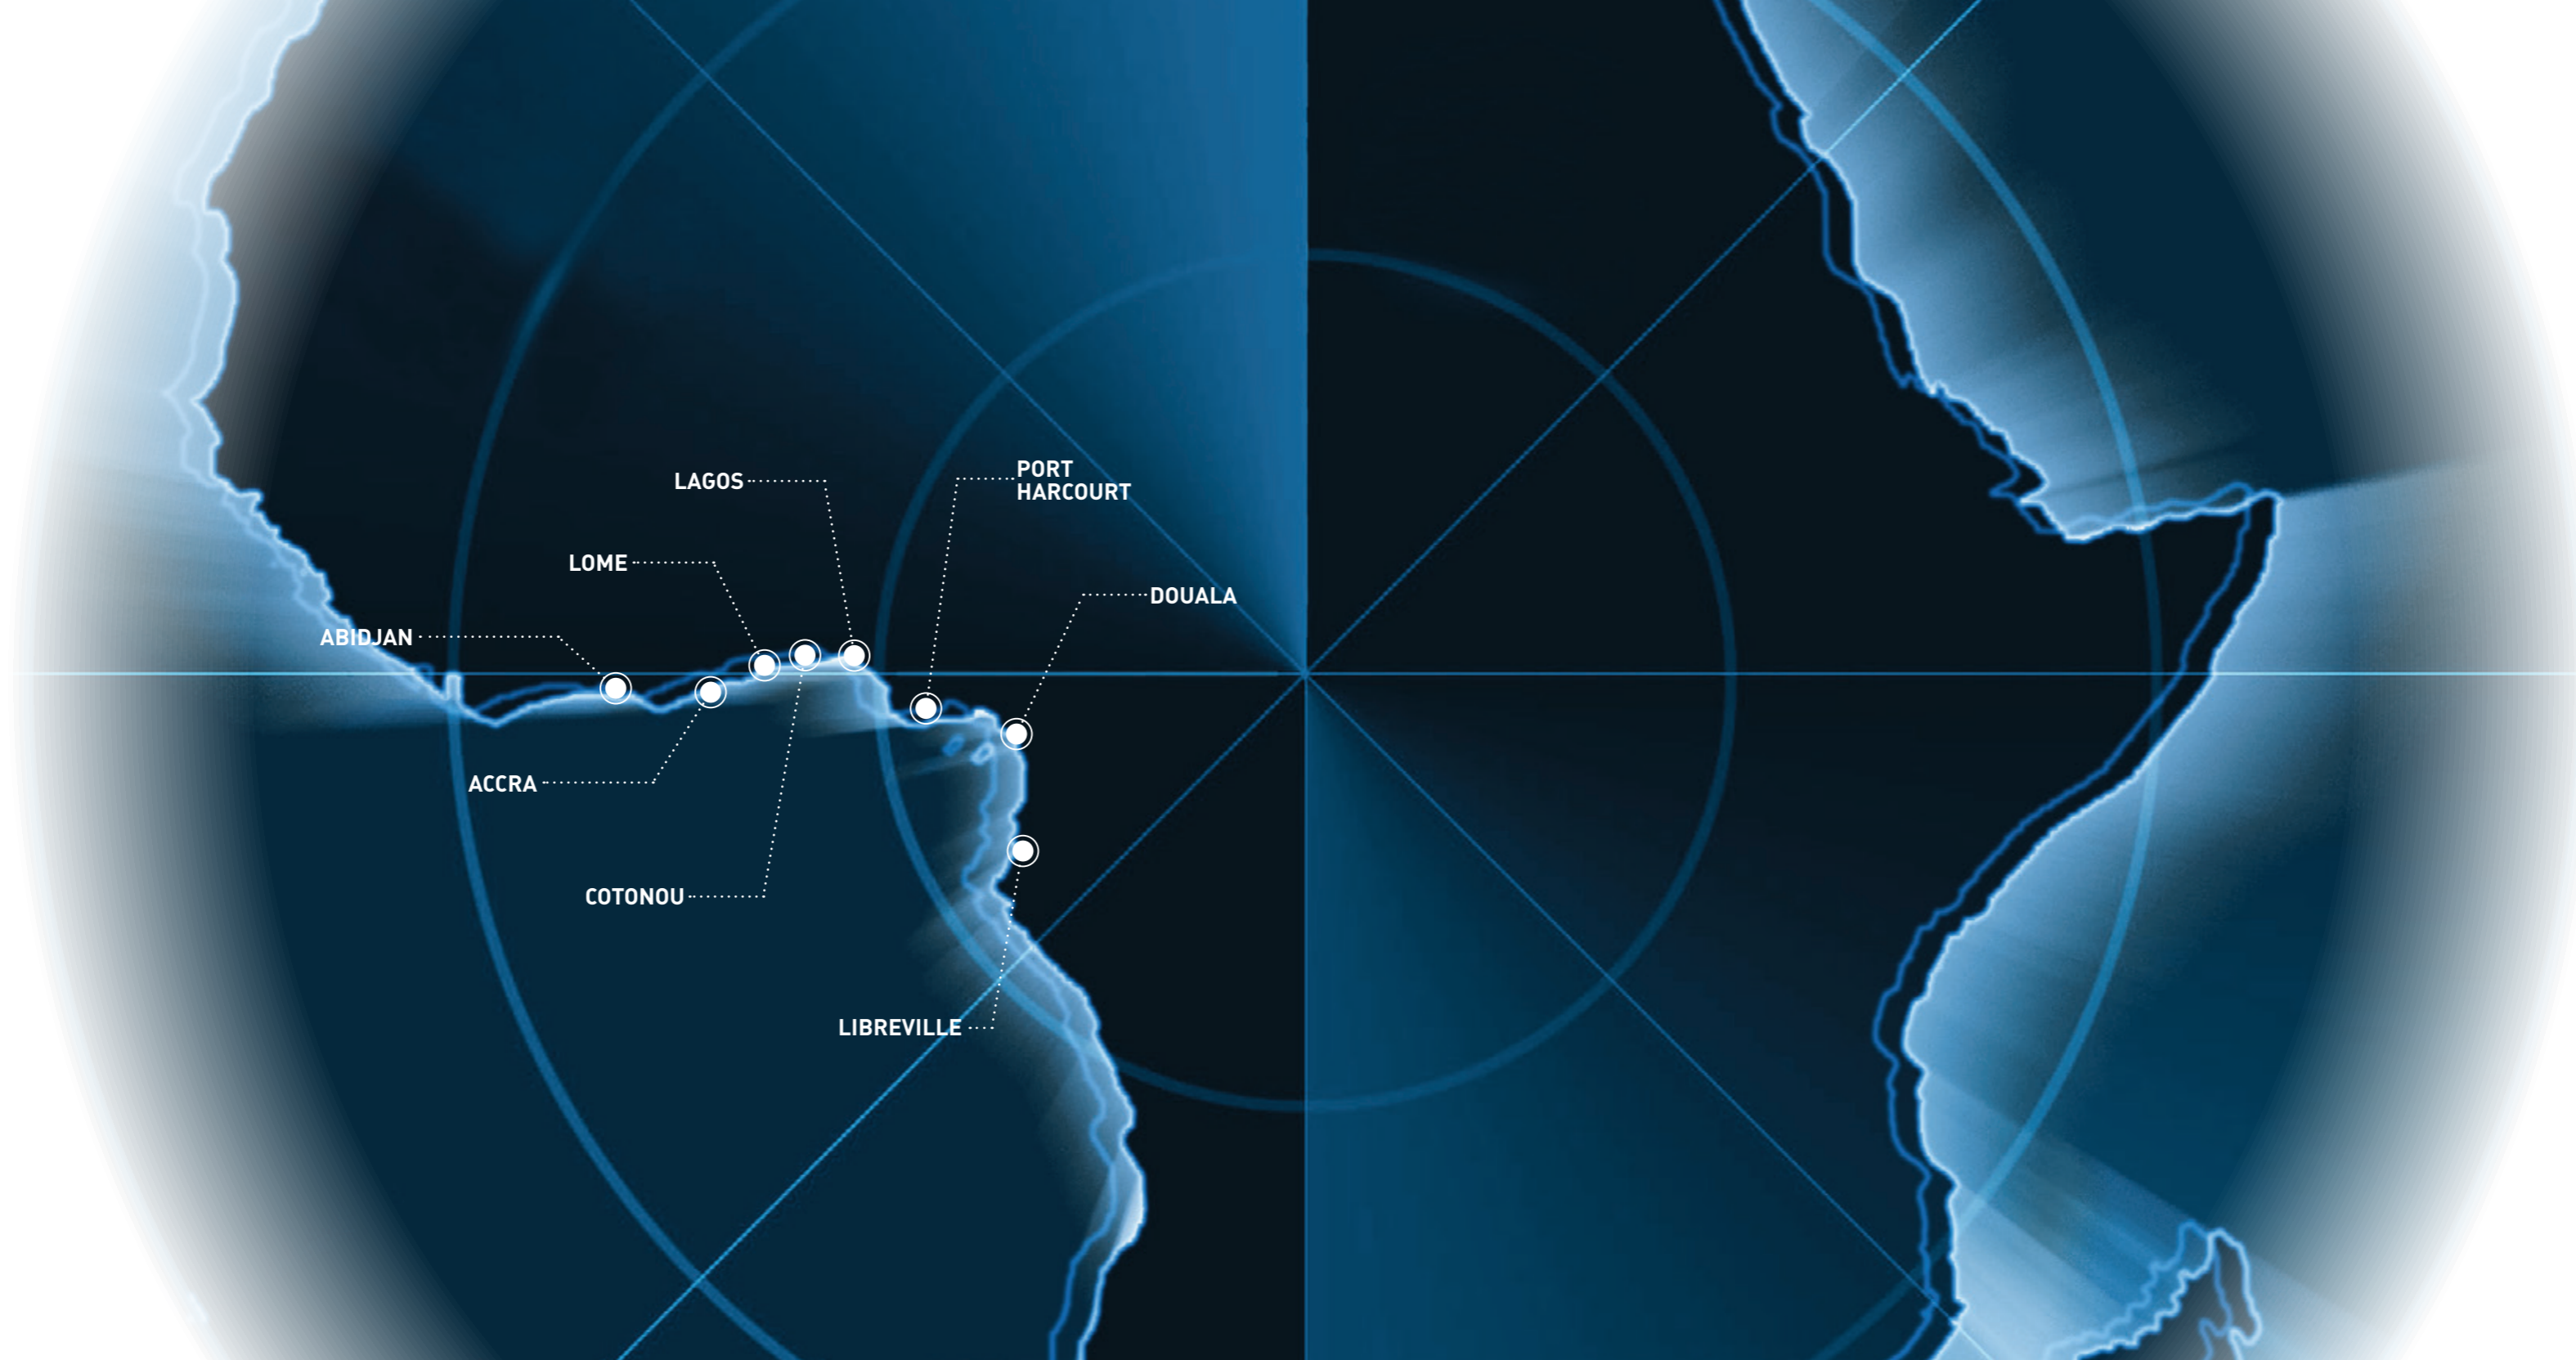 PORT
HARCOURT
LAGOS
LOME
DOUALA
ABIDJAN
ACCRA
COTONOU
LIBREVILLE